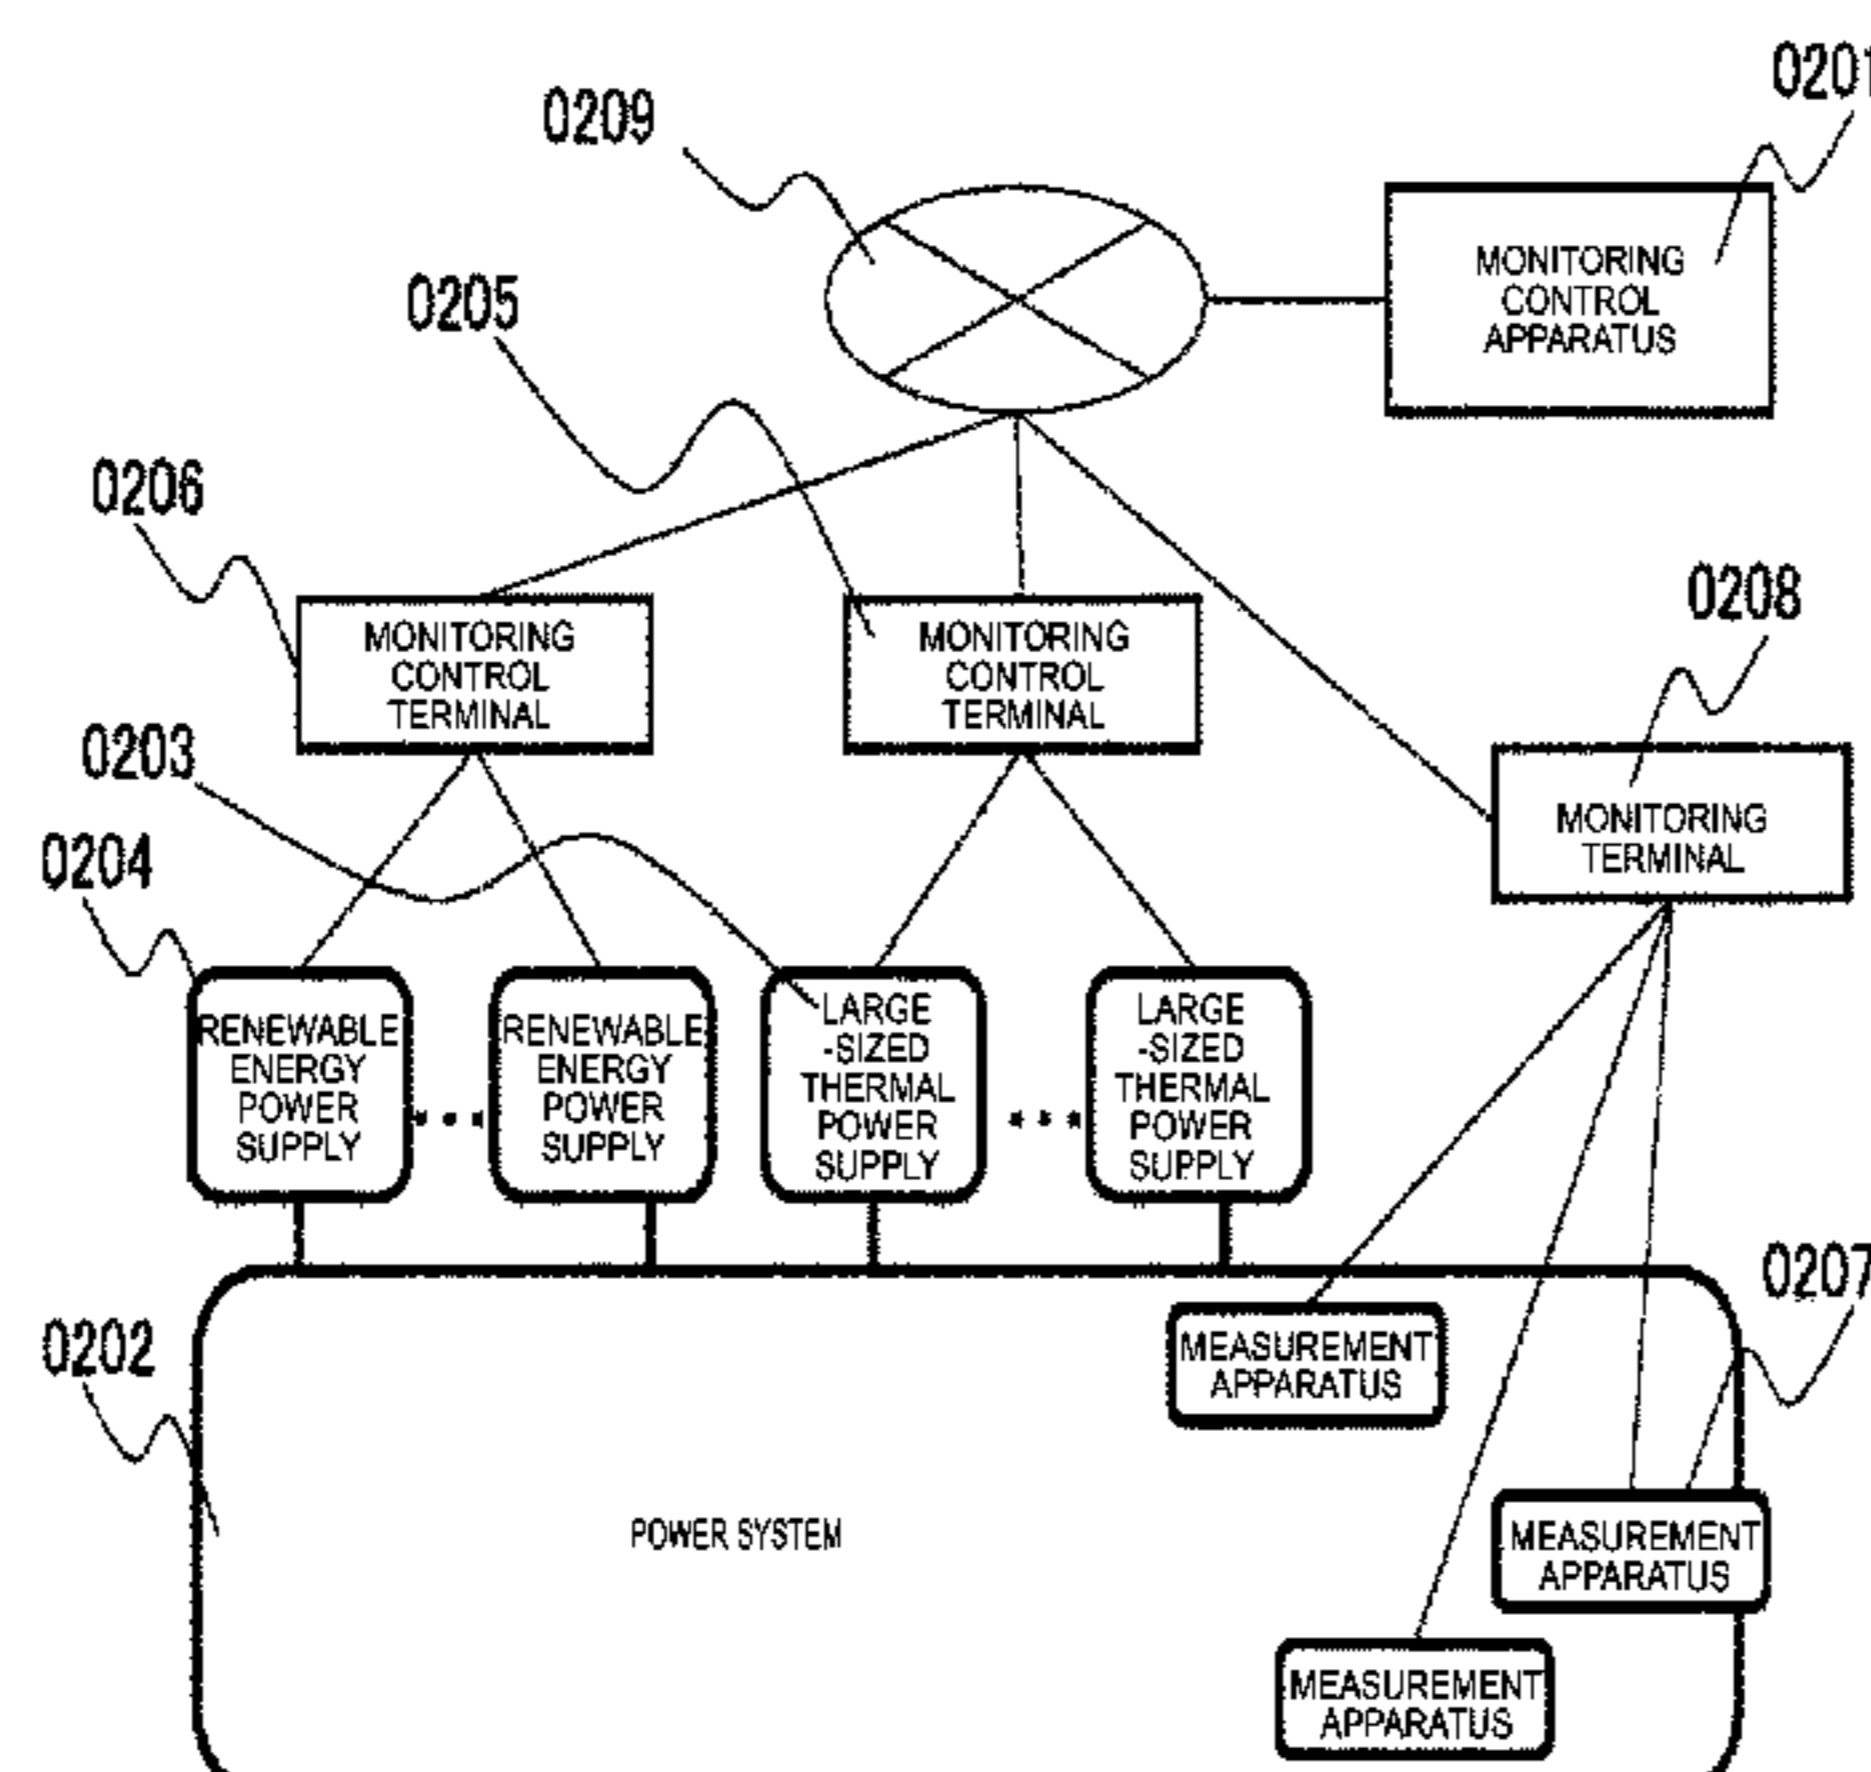 0201
0209
MONITORING
CONTROL
APPARATUS
0205
0206
0208
MONITORING
CONTROL
TERMINAL
MONITORING
CONTROL
TERMINAL
0203
MONITORING
TERMINAL
0204
RENEWABLE
ENERGY
POWER
SUPPLY
RENEWABLE
ENERGY
POWER
SUPPLY
LARGE
-SIZED
THERMAL
POWER
SUPPLY
LARGE
-SIZED
THERMAL
POWER
SUPPLY
0207
0202
MEASUREMENT
APPARATUS
POWER SYSTEM
MEASUREMENT
APPARATUS
MEASUREMENT
APPARATUS